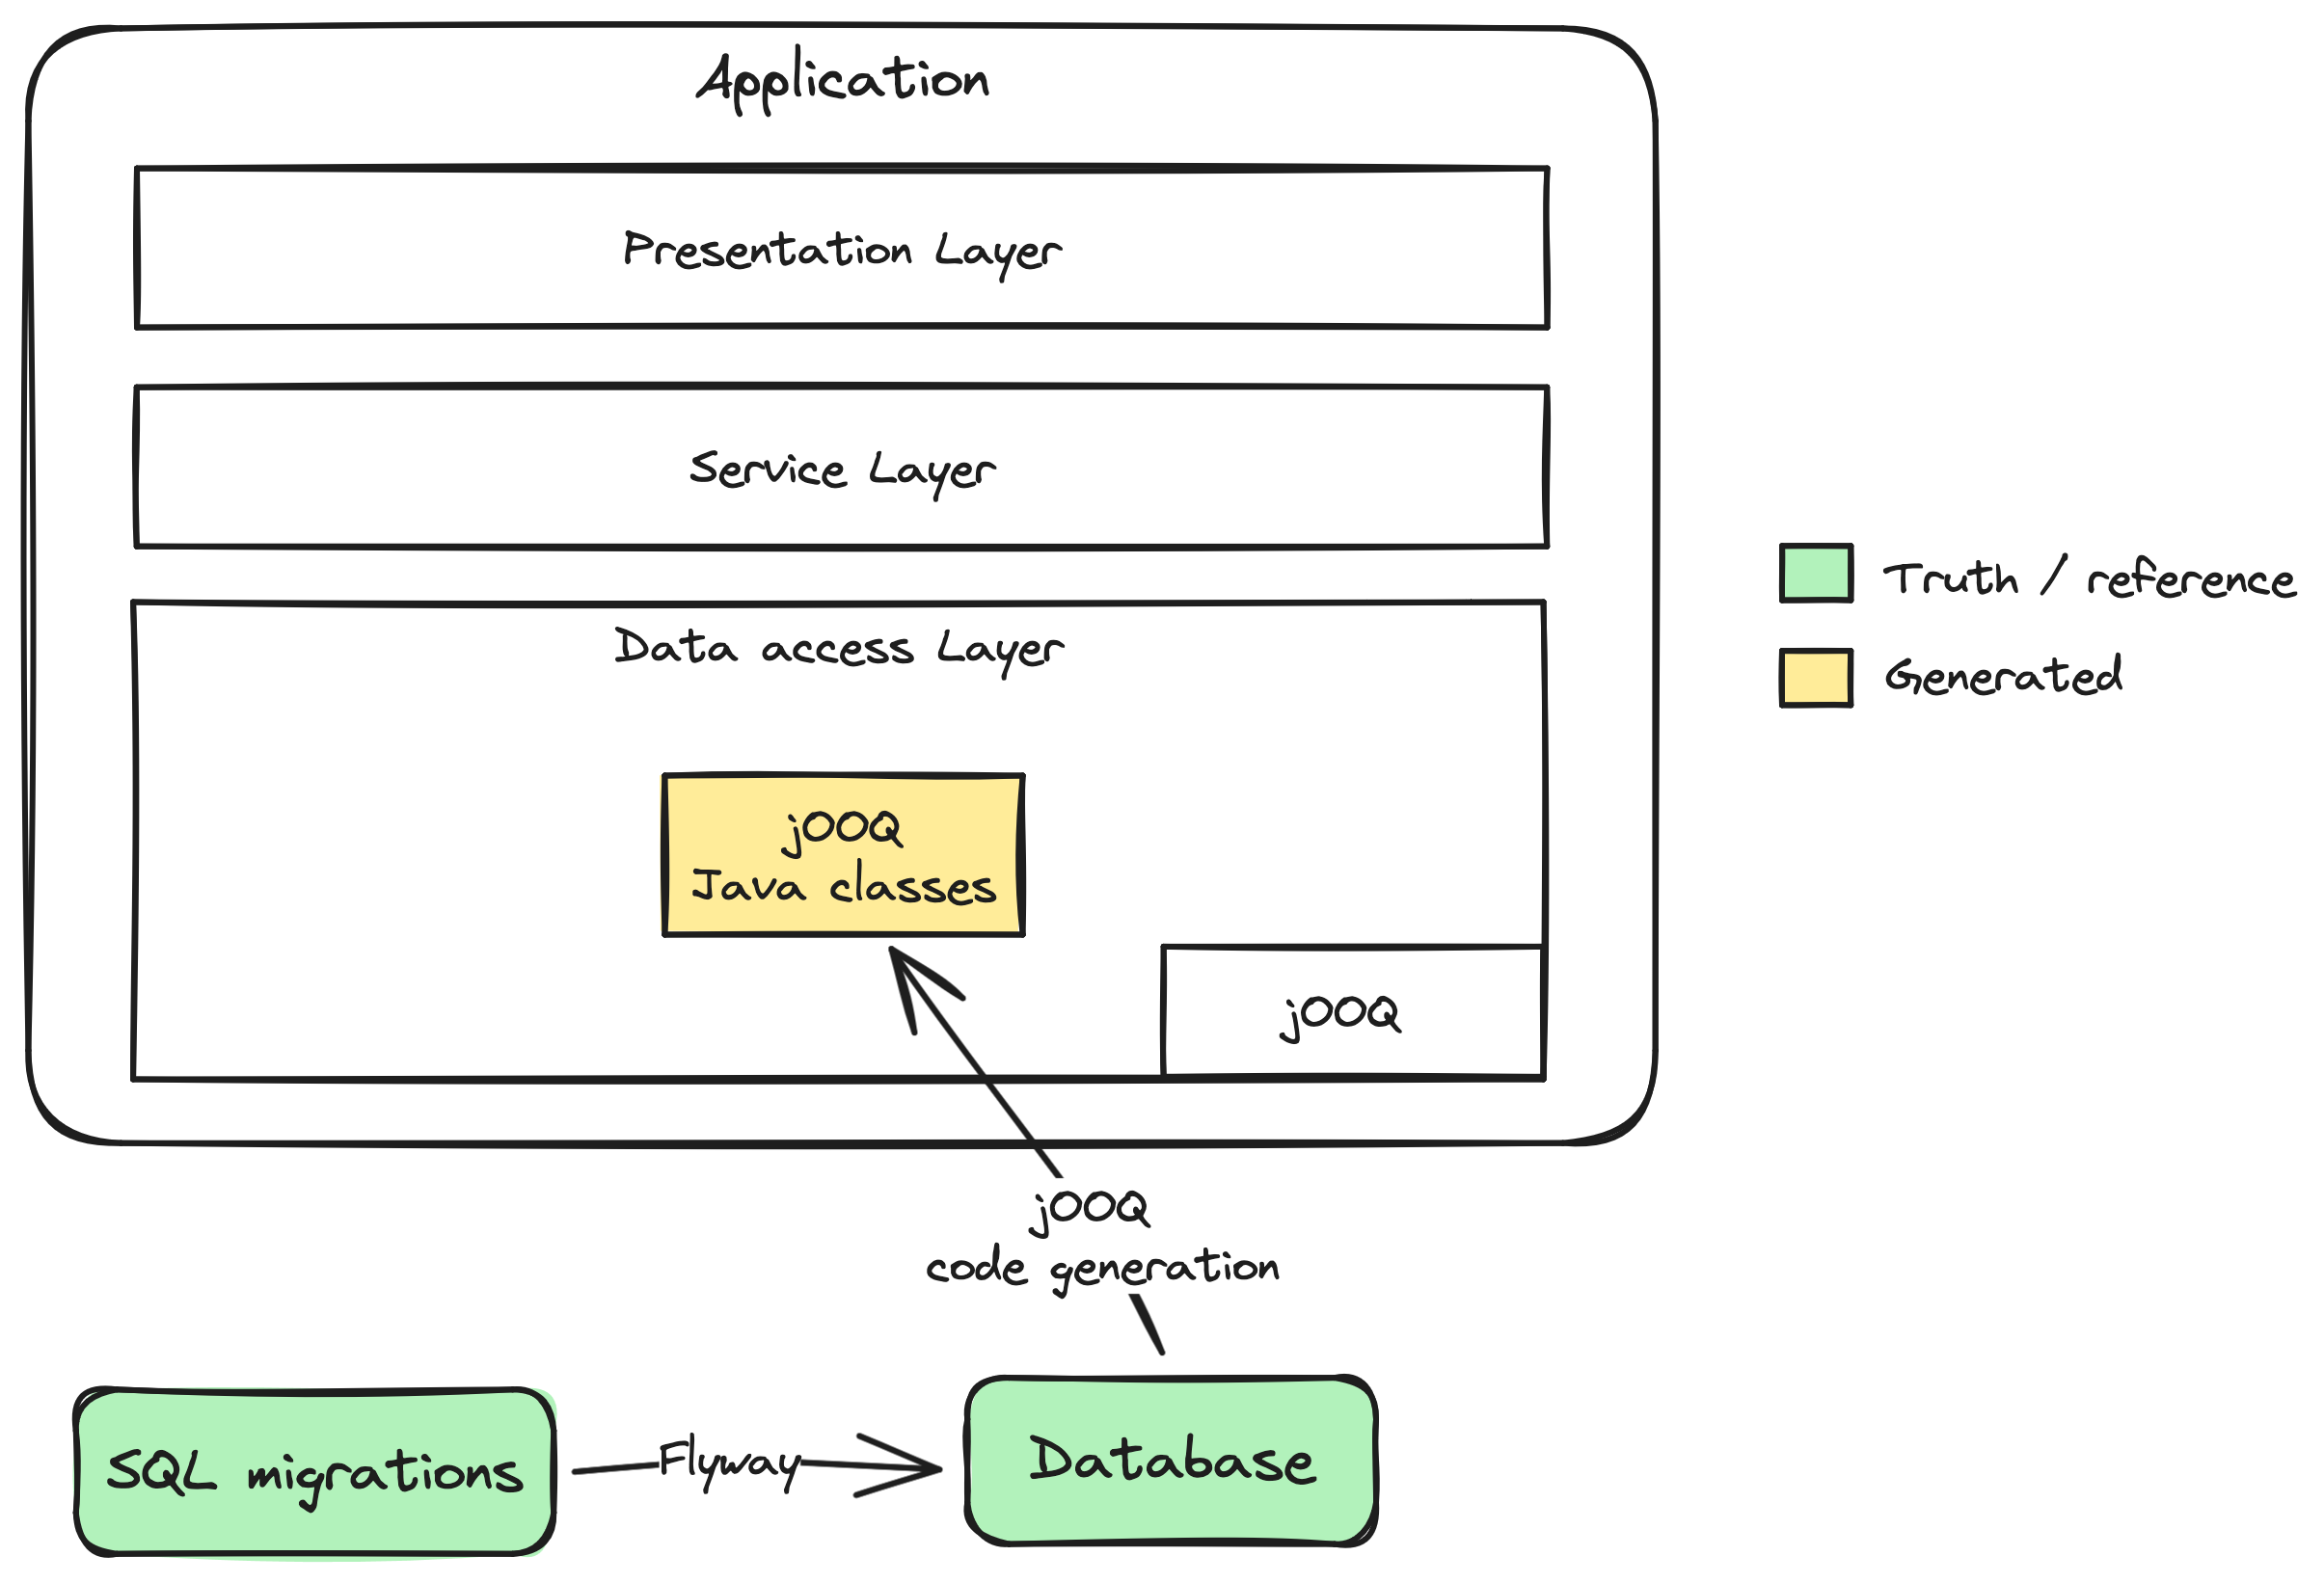 Application
Presentation Layer
Service Layer
Data access Layer
jOOQ
Java classes
jOOQ
jOOQ
code generation
SQL migrations
Flyway
Database
Truth / reference
Generated